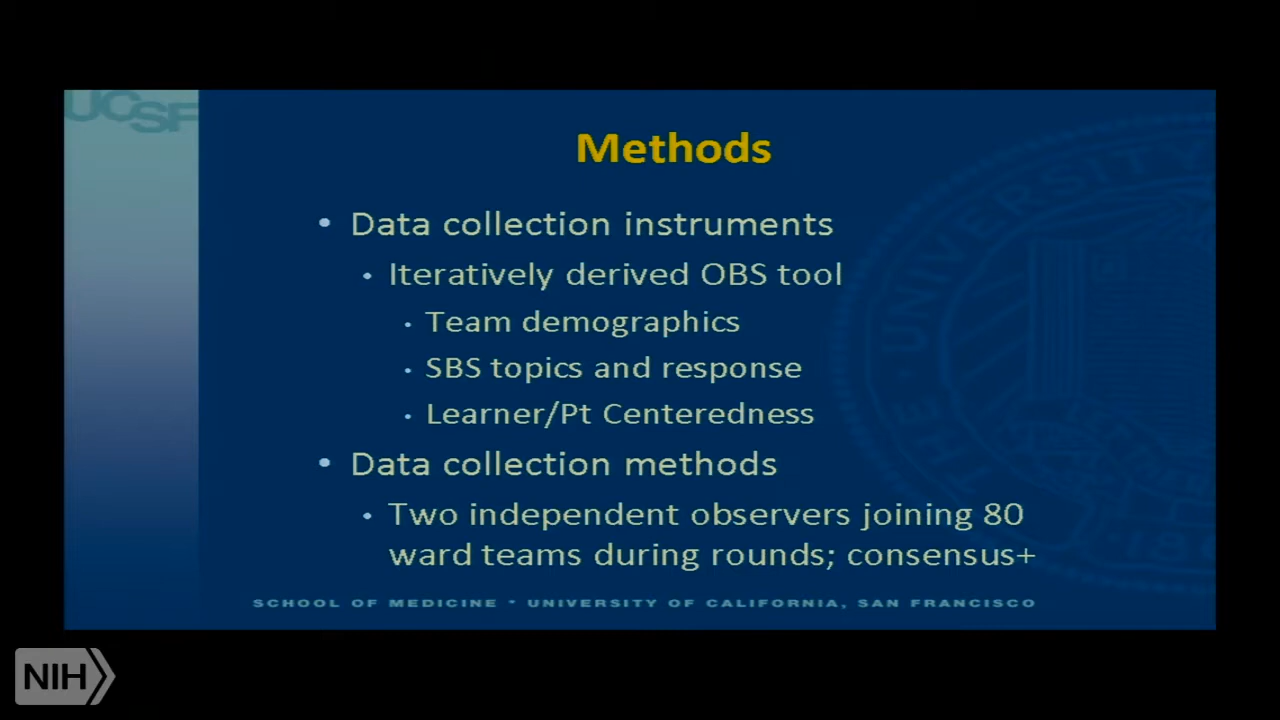 UCSF
Methods
• Data collection instruments
• Iteratively derived OBS tool
• Team demographics
• SBS topics and response
• Learner/Pt Centeredness
• Data collection methods
• Two independent observers joining 80
ward teams during rounds; consensus+
SCHOOL OF MEDICINE • UNIVERSITY OF CALIFORNIA, SAN FRANCISCO
THE UNIVERSITY
NIH